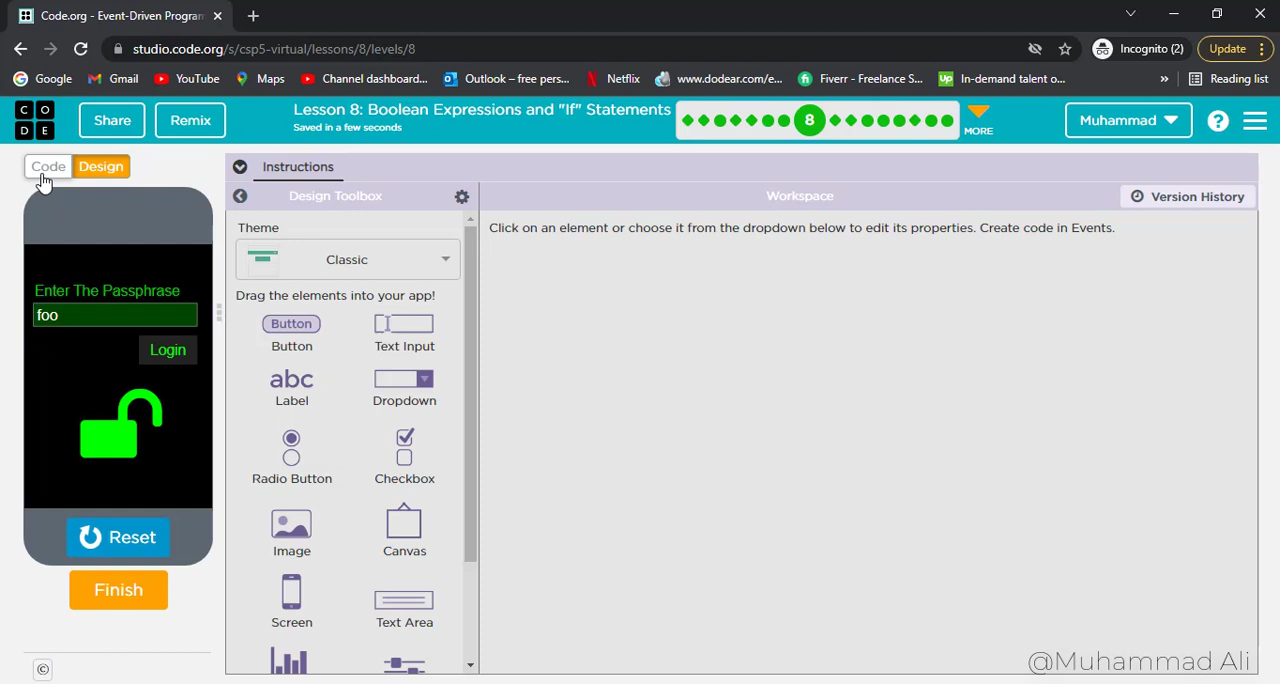 Code.org - Event-Driven Program
studio.code.org/s/csp5-virtual/lessons/8/levels/8
Incognito (2)
Update
Google
Gmail
YouTube
Maps
Channel dashboard...
Outlook – free pers...
Netflix
www.dodear.com/e...
Fiverr - Freelance S...
In-demand talent o...
»
Reading list
C O
D E
Share
Remix
Lesson 8: Boolean Expressions and "If" Statements
Saved in a few seconds
8
MORE
Muhammad
?
Code
Design
Instructions
Design Toolbox
Workspace
Version History
Theme
Classic
Click on an element or choose it from the dropdown below to edit its properties. Create code in Events.
Drag the elements into your app!
Button
Button
Text Input
abc
Label
Dropdown
Radio Button
Checkbox
Image
Canvas
Screen
Text Area
Enter The Passphrase
foo
Login
Reset
Finish
©
@Muhammad Ali